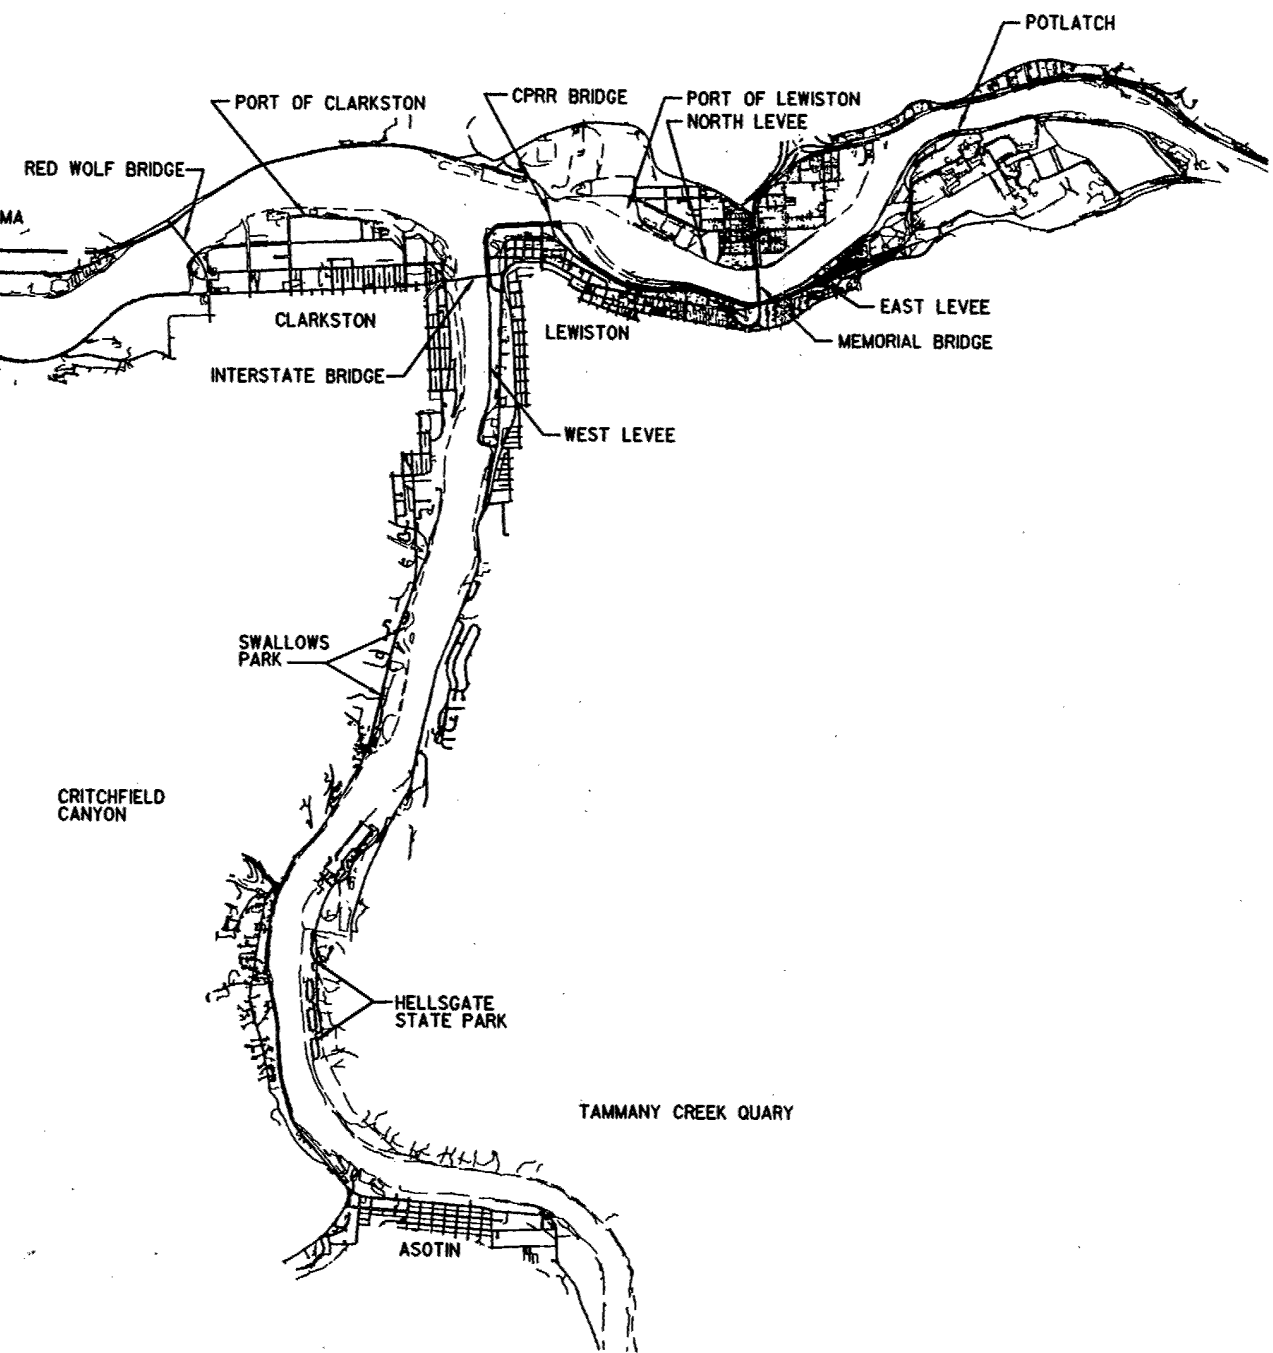 POTLATCH
PORT OF CLARKSTON
CPRR BRIDGE
PORT OF LEWISTON
NORTH LEVEE
RED WOLF BRIDGE
MA
EAST LEVEE
CLARKSTON
LEWISTON
MEMORIAL BRIDGE
INTERSTATE BRIDGE
WEST LEVEE
SWALLOWS
PARK
CRITCHFIELD
CANYON
HELLSGATE
STATE PARK
TAMMANY CREEK QUARY
ASOTIN